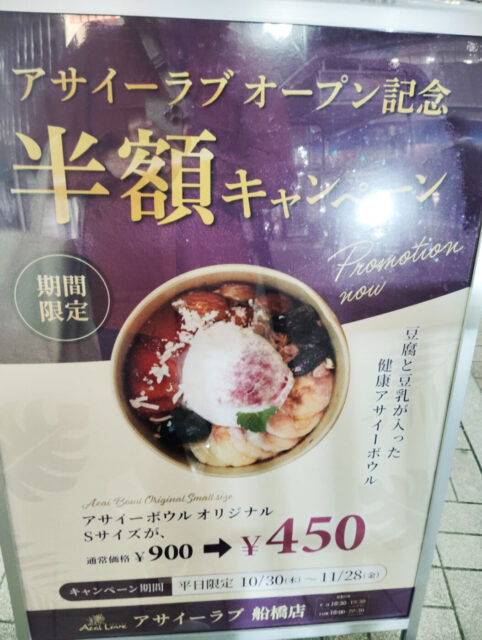 アサイーラブ オープン記念
半額キャンペーン
期間
限定
Promotion
now
豆腐と豆乳が入った
健康アサイーボウル
Acai Bowl Original Small size
アサイーボウル オリジナル
Sサイズが、
通常価格 ¥900 → ¥450
キャンペーン期間 平日限定 10/30(木) ～ 11/28(金)
ACAI LOVE アサイーラブ 船橋店